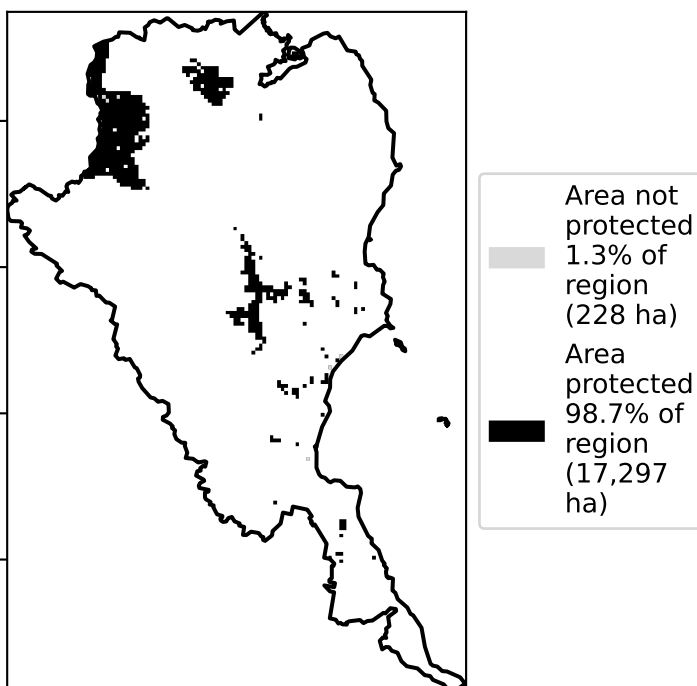 Area not
protected
1.3% of
region
(228 ha)
Area
protected
98.7% of
region
(17,297
ha)